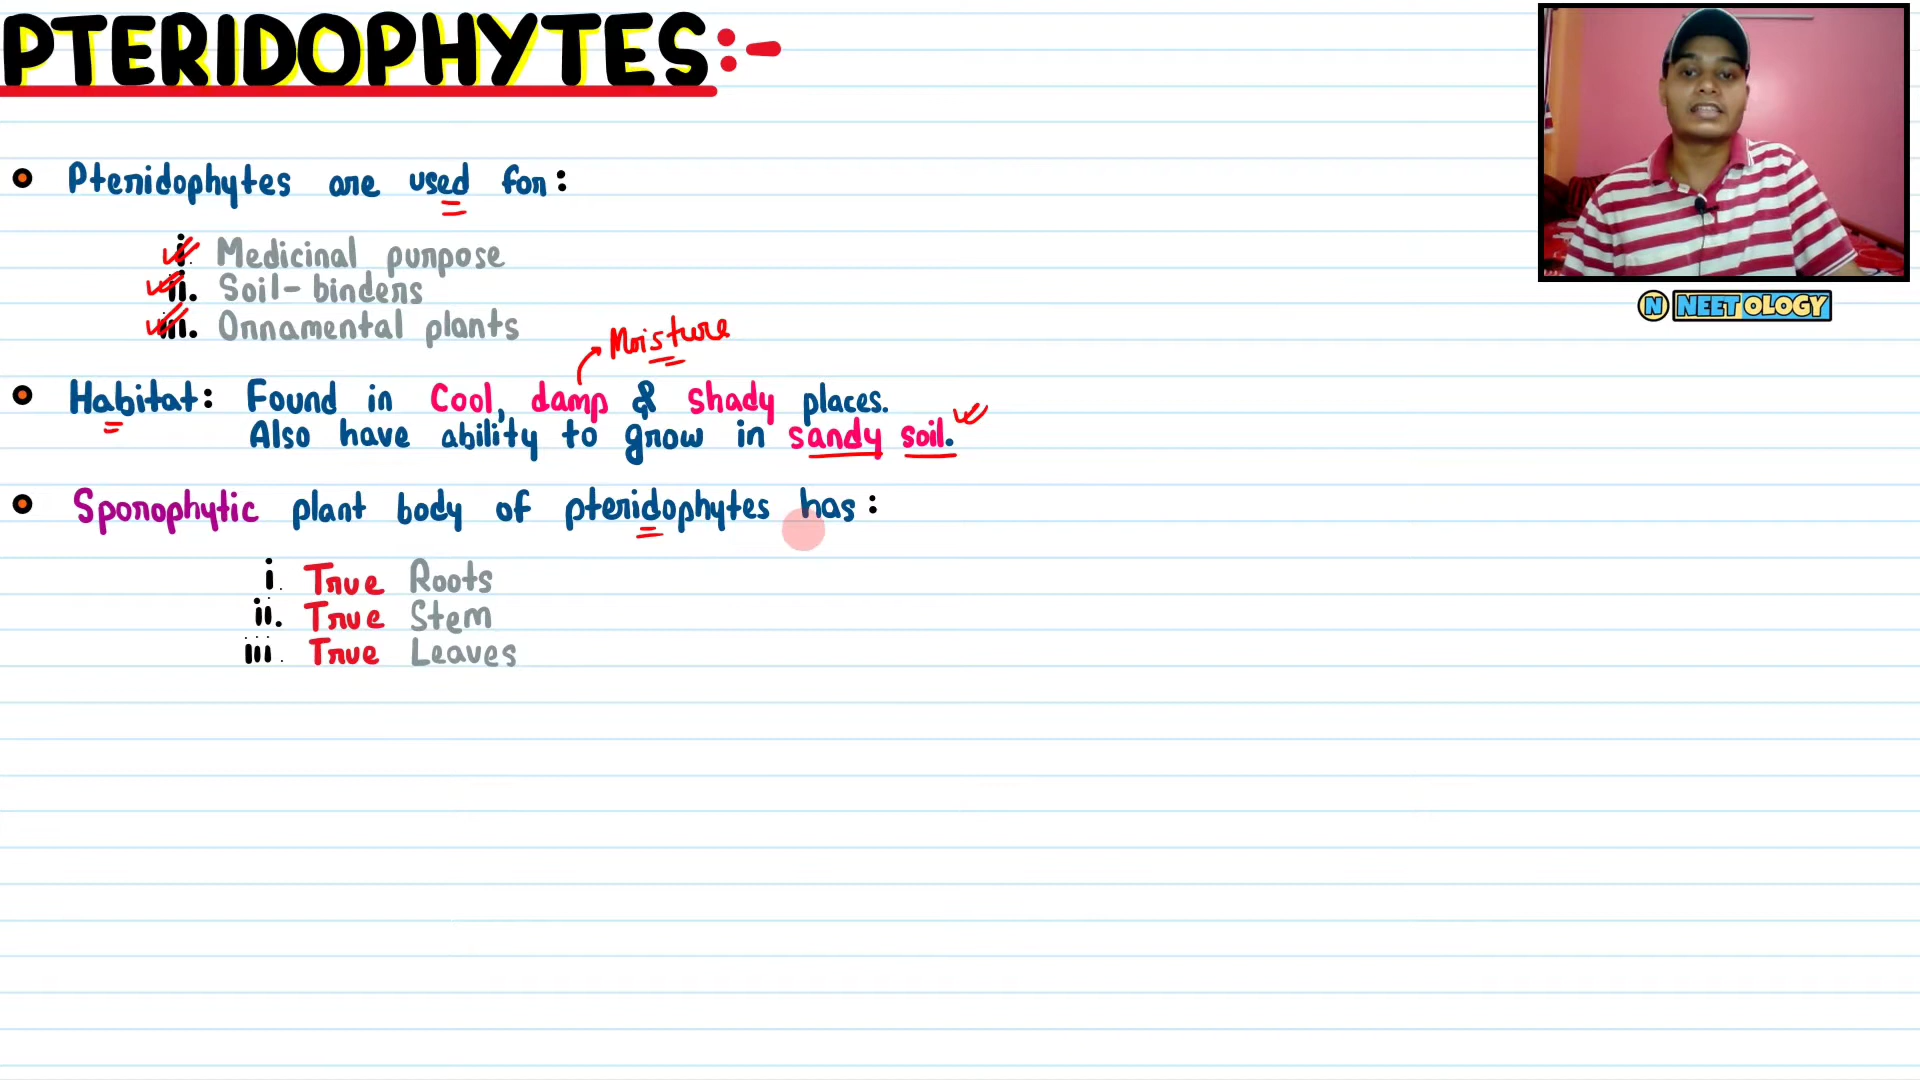 PTERIDOPHYTES:-
Pteridophytes are used for:
i. Medicinal purpose
ii. Soil-binders
iii. Ornamental plants
Moisture
Habitat: Found in Cool, damp & shady places.
Also have ability to grow in sandy soil.
Sporophytic plant body of pteridophytes has:
i. True Roots
ii. True Stem
iii. True Leaves
N NEETOLOGY